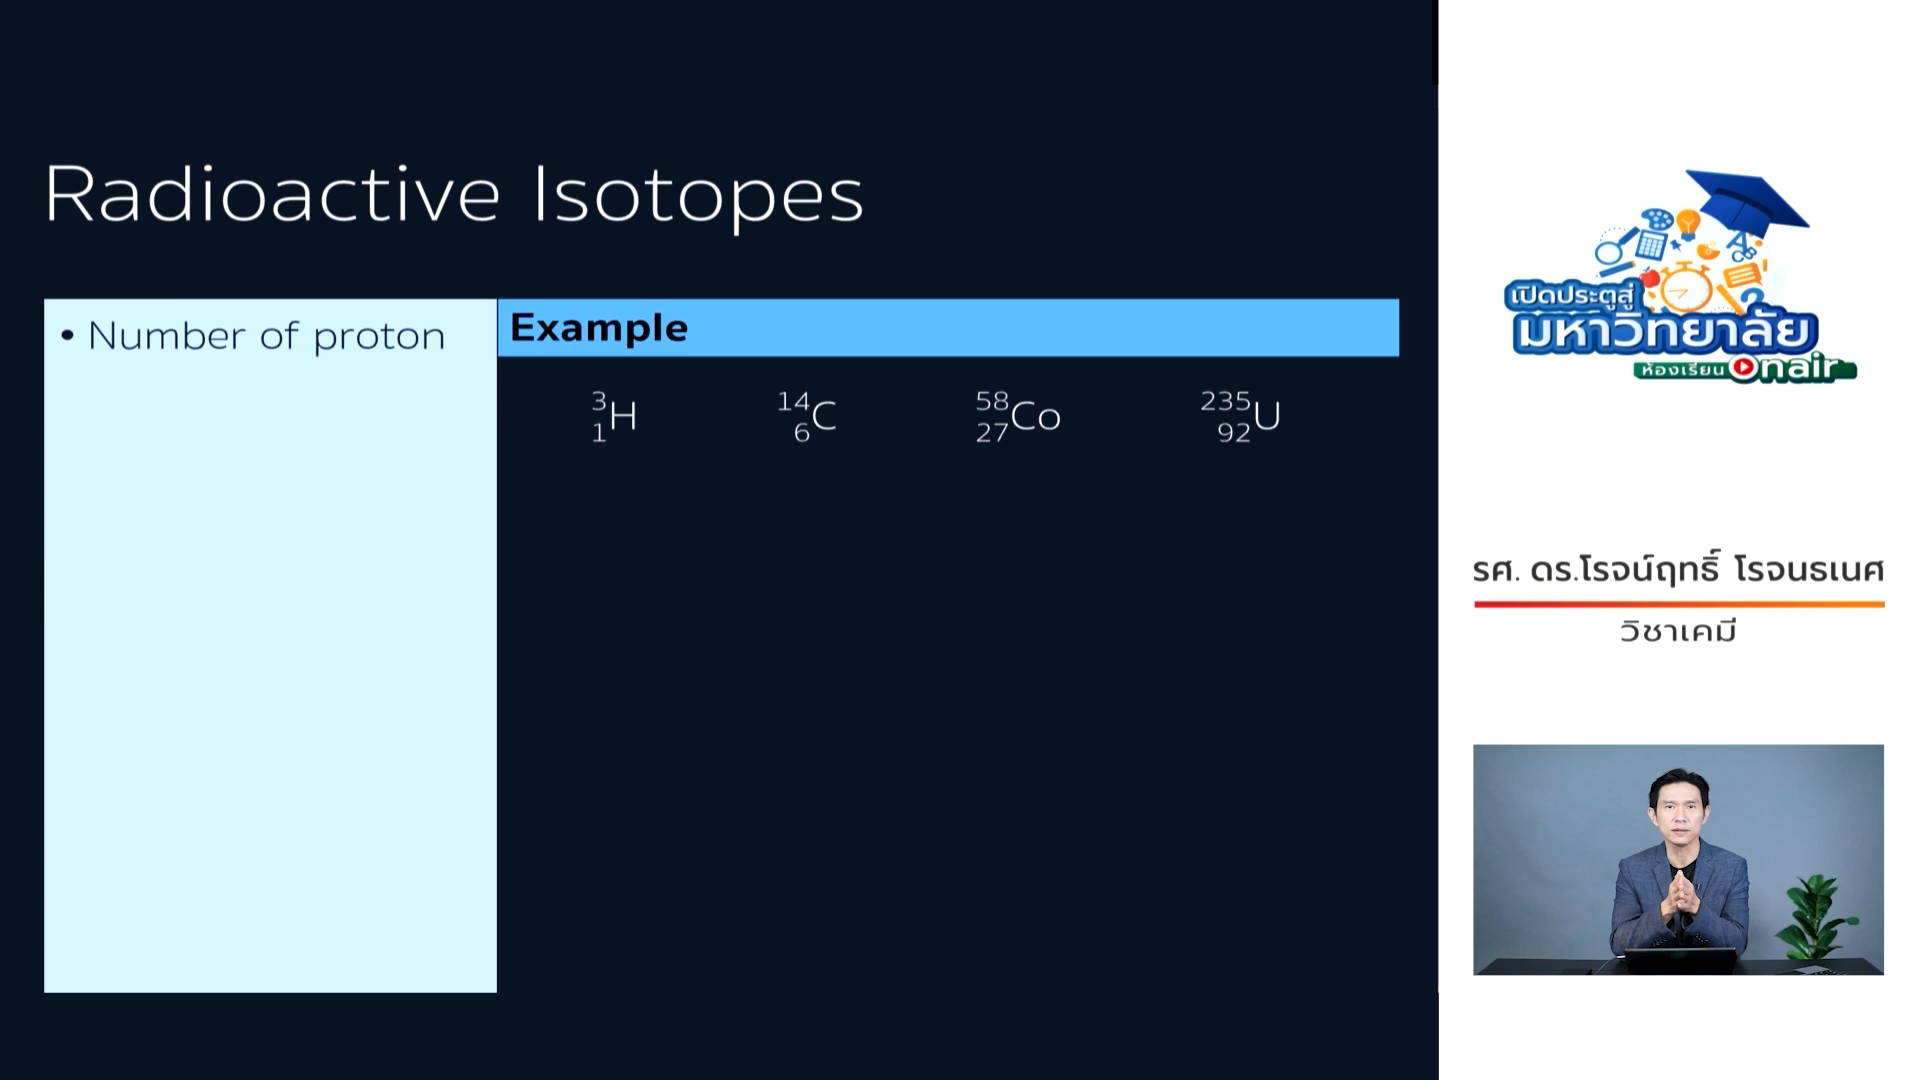 Radioactive Isotopes
• Number of proton
Example
³₁H ¹⁴₆C ⁵⁸₂₇Co ²³⁵₉₂U
เปิดประตูสู่
มหาวิทยาลัย
ห้องเรียน Onair
รศ. ดร.โรจน์ฤทธิ์ โรจนธเนศ
วิชาเคมี